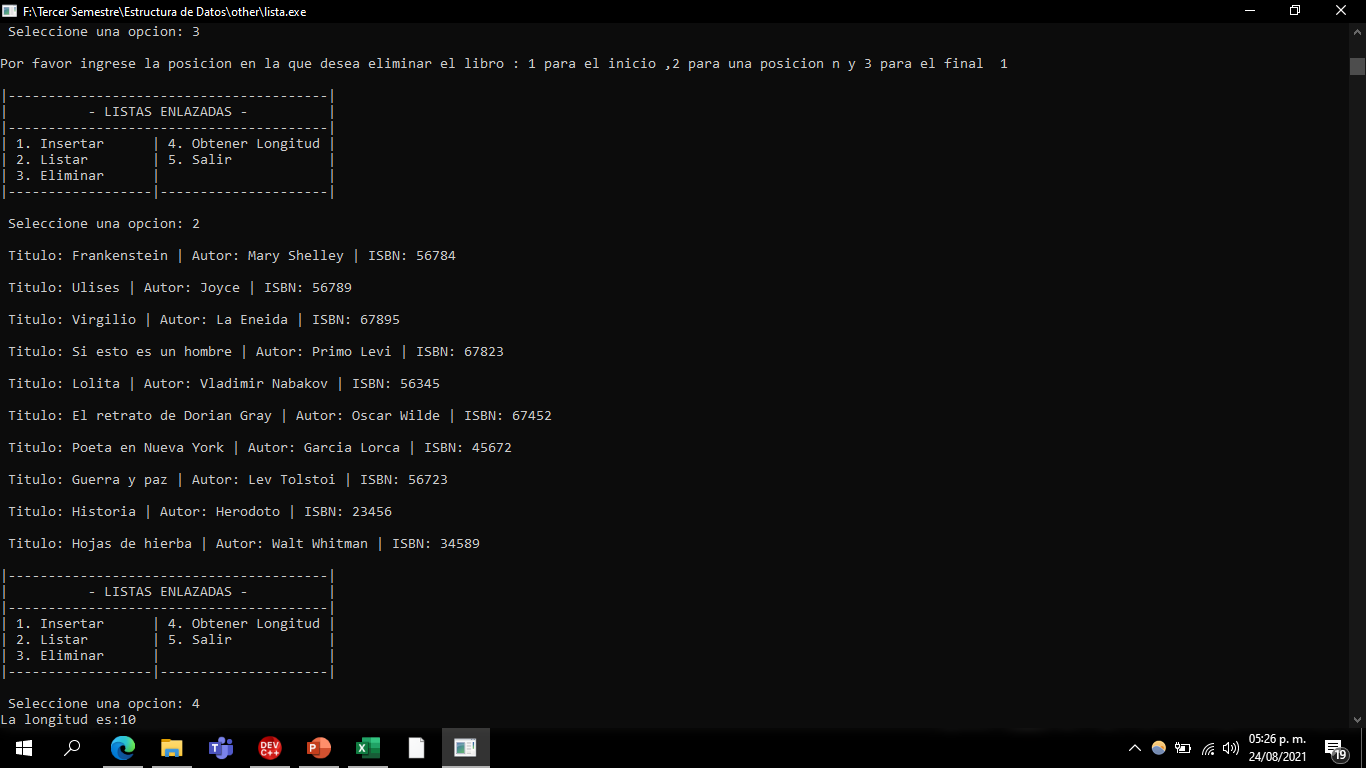 F:\Tercer Semestre\Estructura de Datos\other\lista.exe
Seleccione una opcion: 3
Por favor ingrese la posicion en la que desea eliminar el libro : 1 para el inicio ,2 para una posicion n y 3 para el final  1
|----------------------------------------|
|          - LISTAS ENLAZADAS -          |
|----------------------------------------|
| 1. Insertar      | 4. Obtener Longitud |
| 2. Listar        | 5. Salir            |
| 3. Eliminar      |                     |
|------------------|---------------------|
Seleccione una opcion: 2
Titulo: Frankenstein | Autor: Mary Shelley | ISBN: 56784
Titulo: Ulises | Autor: Joyce | ISBN: 56789
Titulo: Virgilio | Autor: La Eneida | ISBN: 67895
Titulo: Si esto es un hombre | Autor: Primo Levi | ISBN: 67823
Titulo: Lolita | Autor: Vladimir Nabakov | ISBN: 56345
Titulo: El retrato de Dorian Gray | Autor: Oscar Wilde | ISBN: 67452
Titulo: Poeta en Nueva York | Autor: Garcia Lorca | ISBN: 45672
Titulo: Guerra y paz | Autor: Lev Tolstoi | ISBN: 56723
Titulo: Historia | Autor: Herodoto | ISBN: 23456
Titulo: Hojas de hierba | Autor: Walt Whitman | ISBN: 34589
|----------------------------------------|
|          - LISTAS ENLAZADAS -          |
|----------------------------------------|
| 1. Insertar      | 4. Obtener Longitud |
| 2. Listar        | 5. Salir            |
| 3. Eliminar      |                     |
|------------------|---------------------|
Seleccione una opcion: 4
La longitud es:10
DEV C++
05:26 p. m.
24/08/2021
19